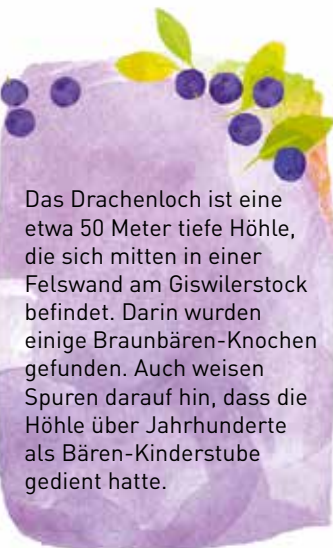 Das Drachenloch ist eine
etwa 50 Meter tiefe Höhle,
die sich mitten in einer
Felswand am Giswilerstock
befindet. Darin wurden
einige Braunbären-Knochen
gefunden. Auch weisen
Spuren darauf hin, dass die
Höhle über Jahrhunderte
als Bären-Kinderstube
gedient hatte.